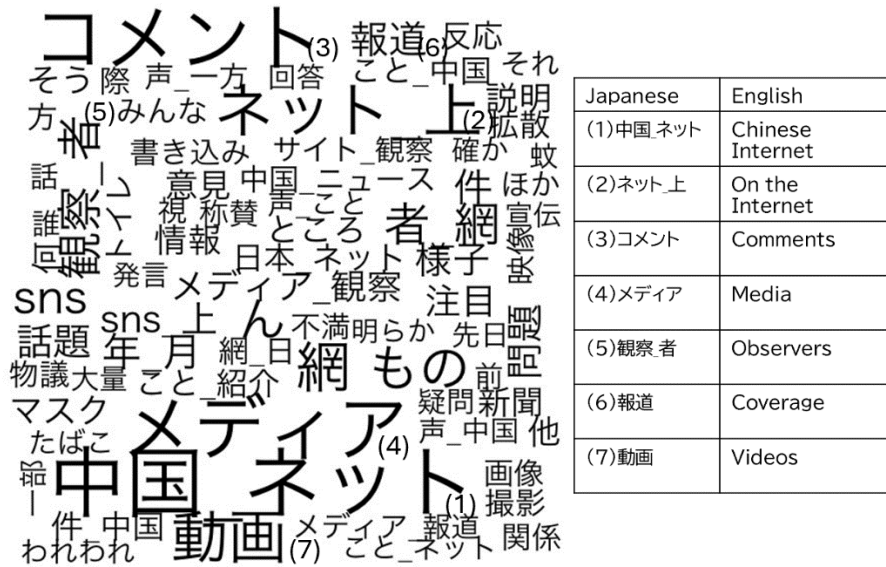 コメント(3)
報道(6)
反応
そう
際
声_一方
回答
こと_中国
それ
方
(5)
みんな
ネット_上(2)
説明
拡散
観察_者
書き込み
サイト_観察
確か
蚊
話
トイレ
意見
中国_ニュース
件
ほか
誰
視
称賛
声_こと
者_網
宣伝
何
情報
ところ
日本_ネット
様子
映像
発言
メディア_観察
注目
sns
sns_上
ん
不満
明らか
先日
問題
話題
年_月
網_日
網
もの
前
物議
大量
こと_紹介
マスク
メディア(4)
疑問
新聞
たばこ
声_中国
他
一部
中国_ネット(1)
画像
撮影
件_中国
動画(7)
メディア_報道
関係
われわれ
こと_ネット
Japanese English
(1)中国_ネット Chinese
Internet
(2)ネット_上 On the
Internet
(3)コメント Comments
(4)メディア Media
(5)観察_者 Observers
(6)報道 Coverage
(7)動画 Videos